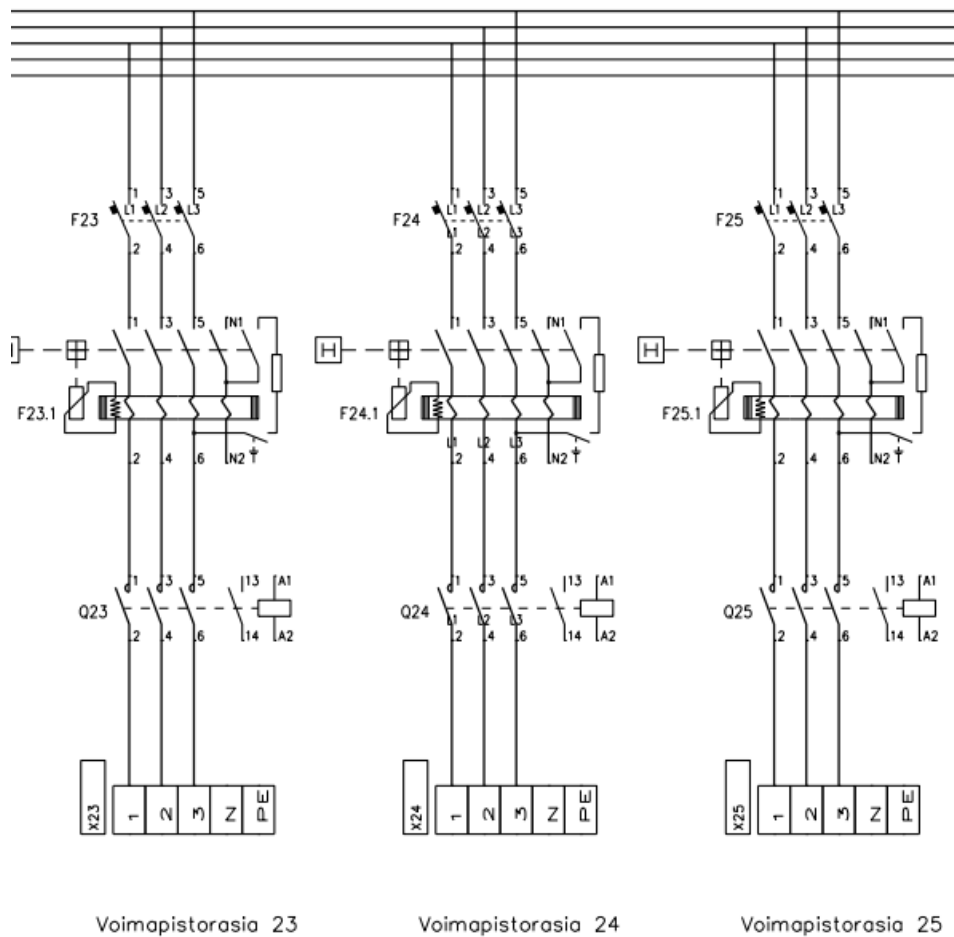 1 3 5 1 3 5 1 3 5
F23 L1 L2 L3 F24 L1 L2 L3 F25 L1 L2 L3
L1 L2 L3
2 4 6 2 4 6 2 4 6
1 3 5 N1 1 3 5 N1 1 3 5 N1
H H H
F23.1 F24.1 F25.1
L1 L2 L3
2 4 6 N2 2 4 6 N2 2 4 6 N2
1 3 5 13 A1 1 3 5 13 A1 1 3 5 13 A1
Q23 Q24 Q25
L1 L2 L3
2 4 6 14 A2 2 4 6 14 A2 2 4 6 14 A2
X23 1 2 3 N PE X24 1 2 3 N PE X25 1 2 3 N PE
Voimapistorasia 23 Voimapistorasia 24 Voimapistorasia 25